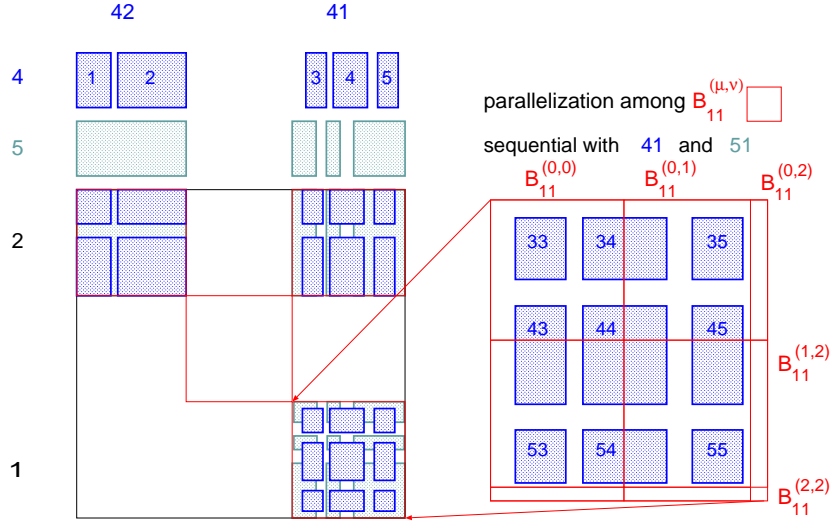 42 41
4 1 2 3 4 5
parallelization among B₁₁^(μ,ν)
5
sequential with 41 and 51
B₁₁^(0,0) B₁₁^(0,1) B₁₁^(0,2)
2
33 34 35
43 44 45
B₁₁^(1,2)
53 54 55
1
B₁₁^(2,2)